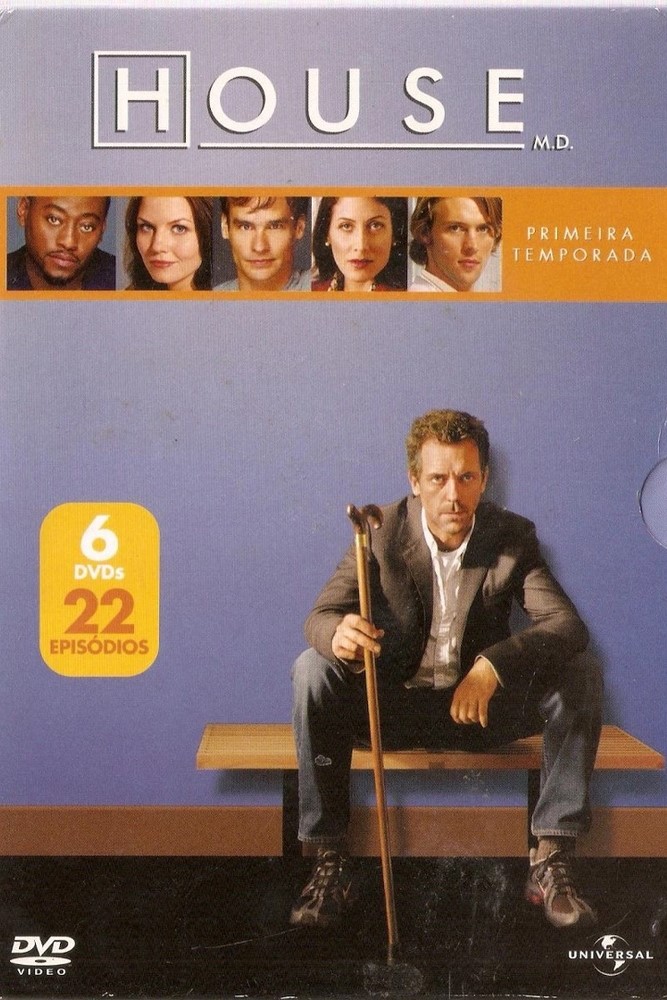 HOUSE
M.D.
PRIMEIRA
TEMPORADA
6
DVDs
22
EPISÓDIOS
DVD
VIDEO
UNIVERSAL